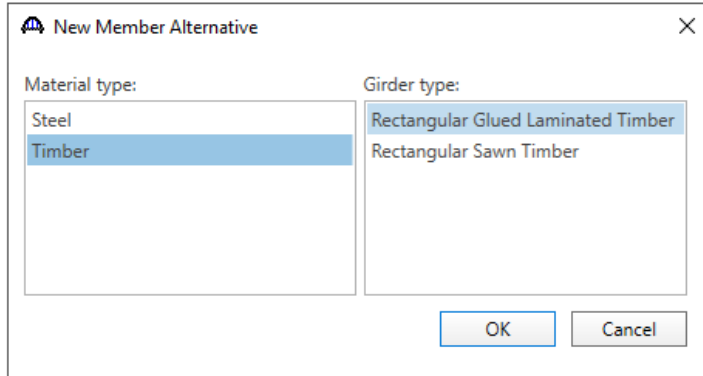 New Member Alternative
Material type:
Girder type:
Steel
Timber
Rectangular Glued Laminated Timber
Rectangular Sawn Timber
OK
Cancel